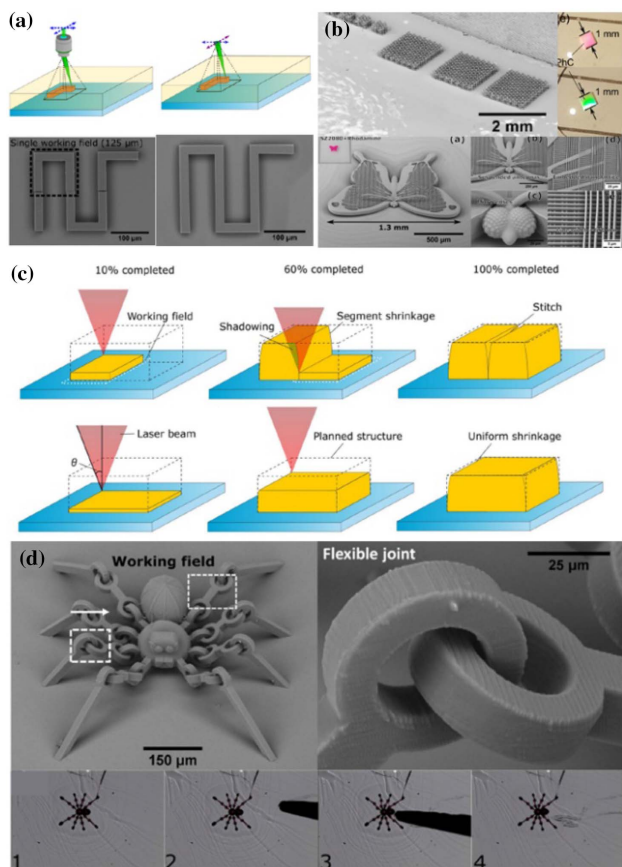 (a)
Single working field (125 μm)
100 μm
100 μm
(b)
2 mm
1 mm
1 mm
(a)
1.3 mm
500 μm
(b)
(c)
(d)
(c)
10% completed
60% completed
100% completed
Working field
Shadowing
Segment shrinkage
Stitch
θ
Laser beam
Planned structure
Uniform shrinkage
(d)
Working field
150 μm
Flexible joint
25 μm
1
2
3
4